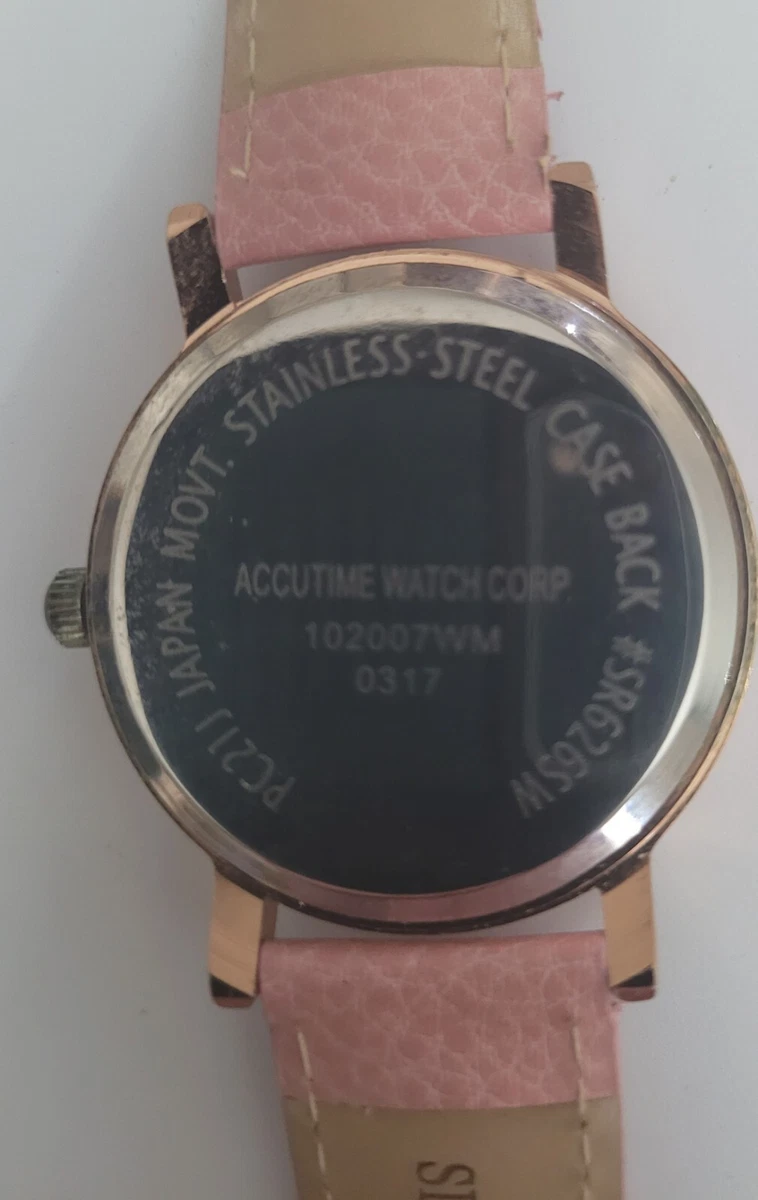 PC21J JAPAN MOVT. STAINLESS-STEEL CASE BACK #SR626SW
ACCUTIME WATCH CORP.
102007WM
0317